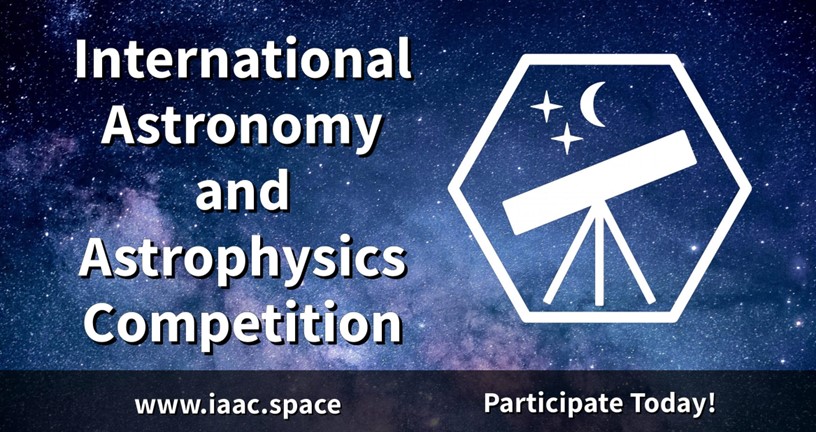 International
Astronomy
and
Astrophysics
Competition
www.iaac.space
Participate Today!